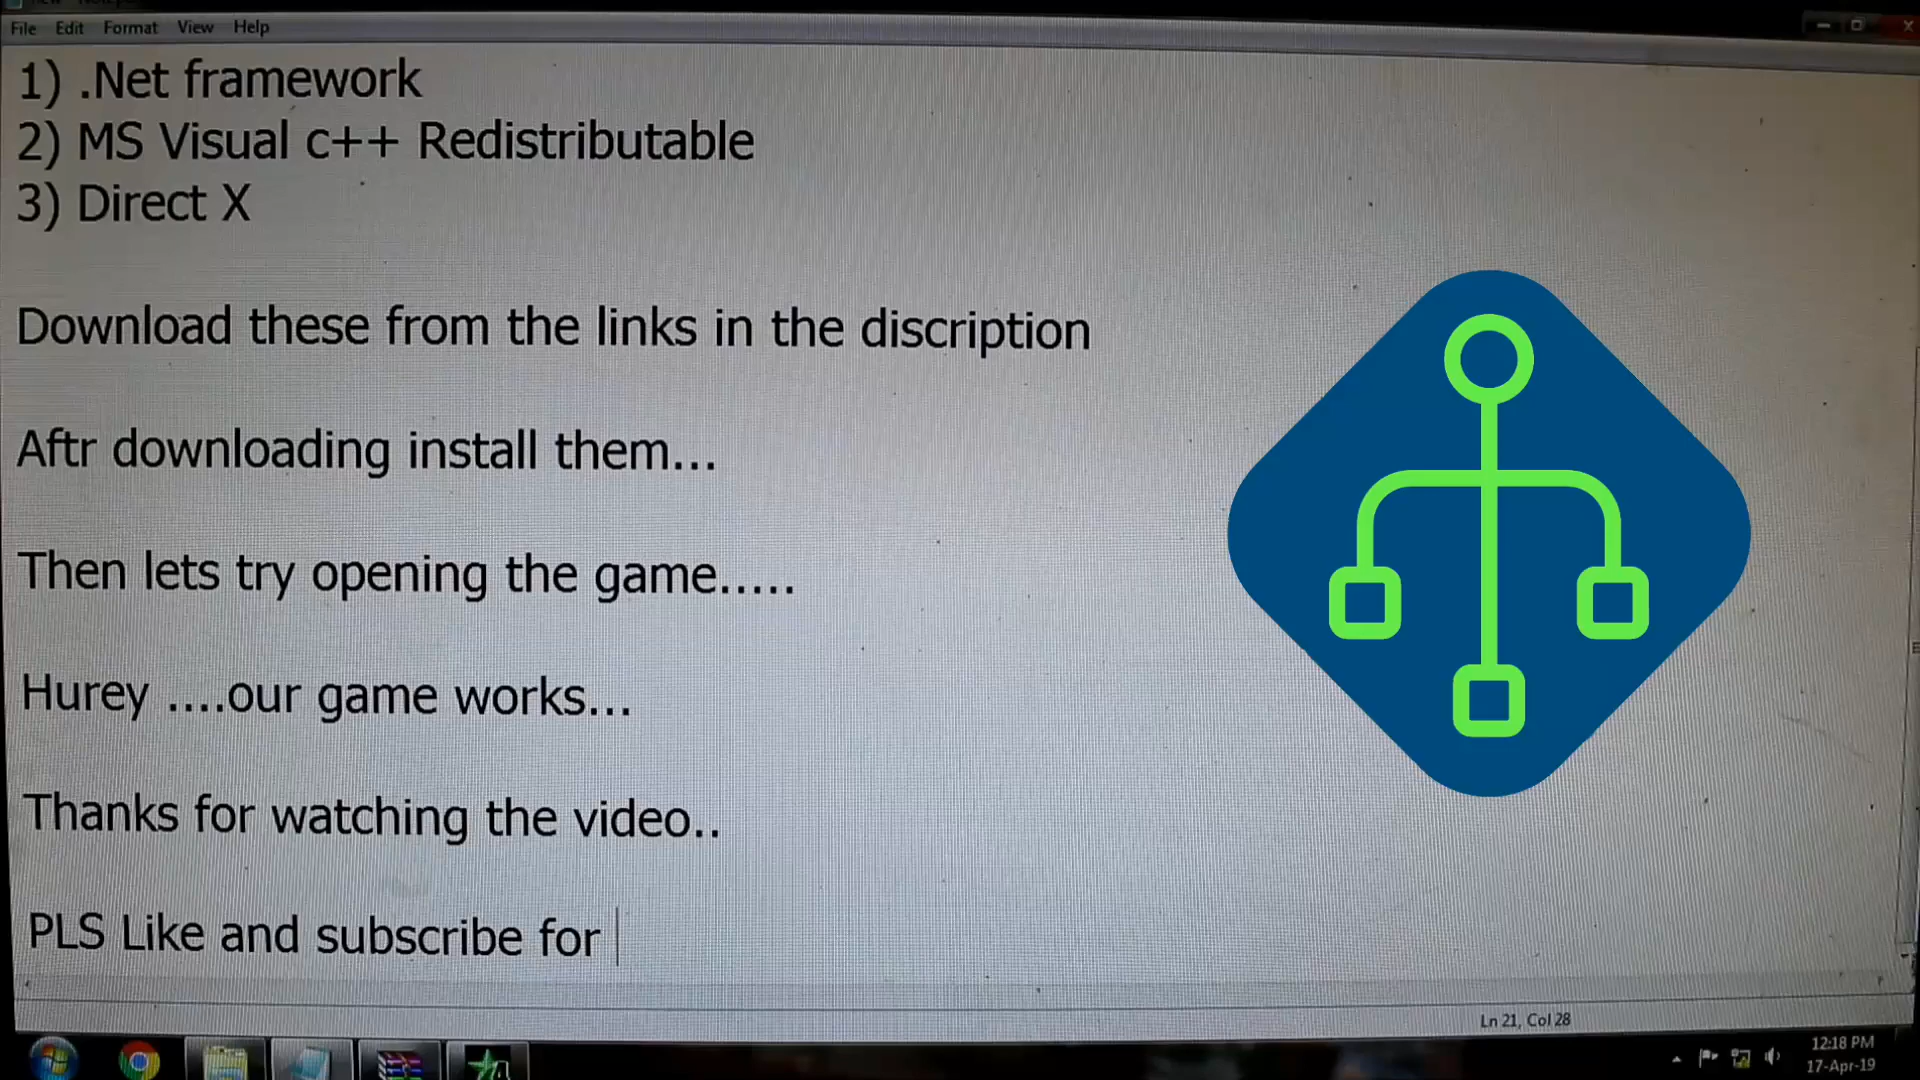 File Edit Format View Help
1) .Net framework
2) MS Visual c++ Redistributable
3) Direct X
Download these from the links in the discription
Aftr downloading install them...
Then lets try opening the game.....
Hurey ....our game works...
Thanks for watching the video..
PLS Like and subscribe for
Ln 21, Col 28
12:18 PM
17-Apr-19